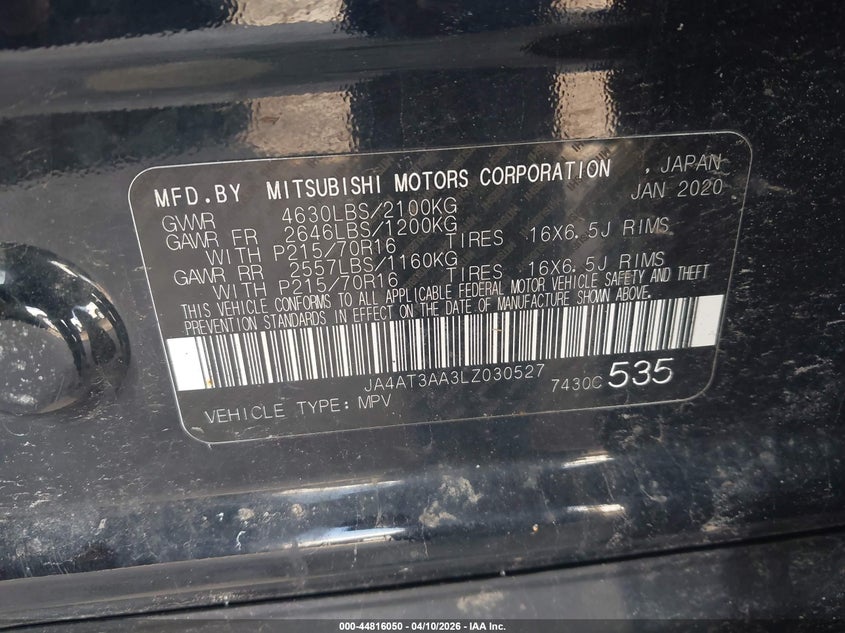 MFD.BY MITSUBISHI MOTORS CORPORATION , JAPAN
JAN 2020
GVWR 4630LBS/2100KG
GAWR FR 2646LBS/1200KG
WITH P215/70R16 TIRES 16X6.5J RIMS
GAWR RR 2557LBS/1160KG
WITH P215/70R16 TIRES 16X6.5J RIMS
THIS VEHICLE CONFORMS TO ALL APPLICABLE FEDERAL MOTOR VEHICLE SAFETY AND THEFT
PREVENTION STANDARDS IN EFFECT ON THE DATE OF MANUFACTURE SHOWN ABOVE.
JA4AT3AA3LZ030527 7430C 535
VEHICLE TYPE: MPV
000-44816050 - 04/10/2026 - IAA Inc.